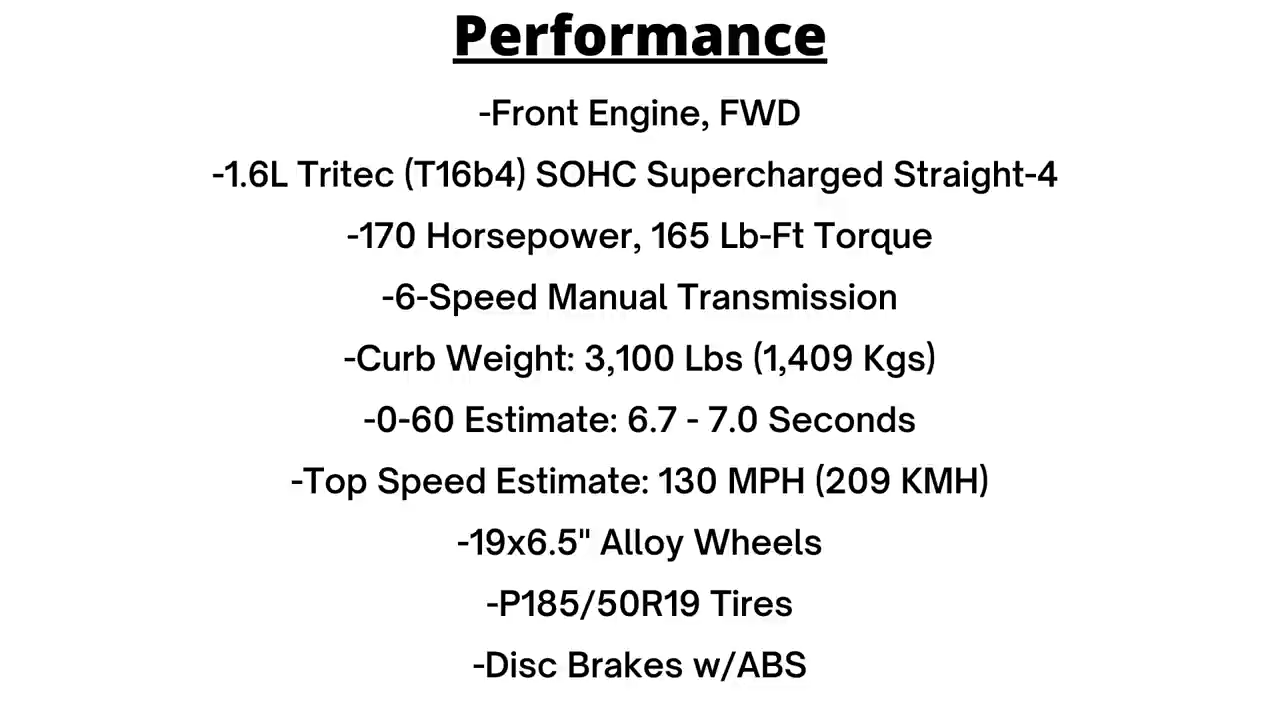 Performance
-Front Engine, FWD
-1.6L Tritec (T16b4) SOHC Supercharged Straight-4
-170 Horsepower, 165 Lb-Ft Torque
-6-Speed Manual Transmission
-Curb Weight: 3,100 Lbs (1,409 Kgs)
-0-60 Estimate: 6.7 - 7.0 Seconds
-Top Speed Estimate: 130 MPH (209 KMH)
-19x6.5" Alloy Wheels
-P185/50R19 Tires
-Disc Brakes w/ABS